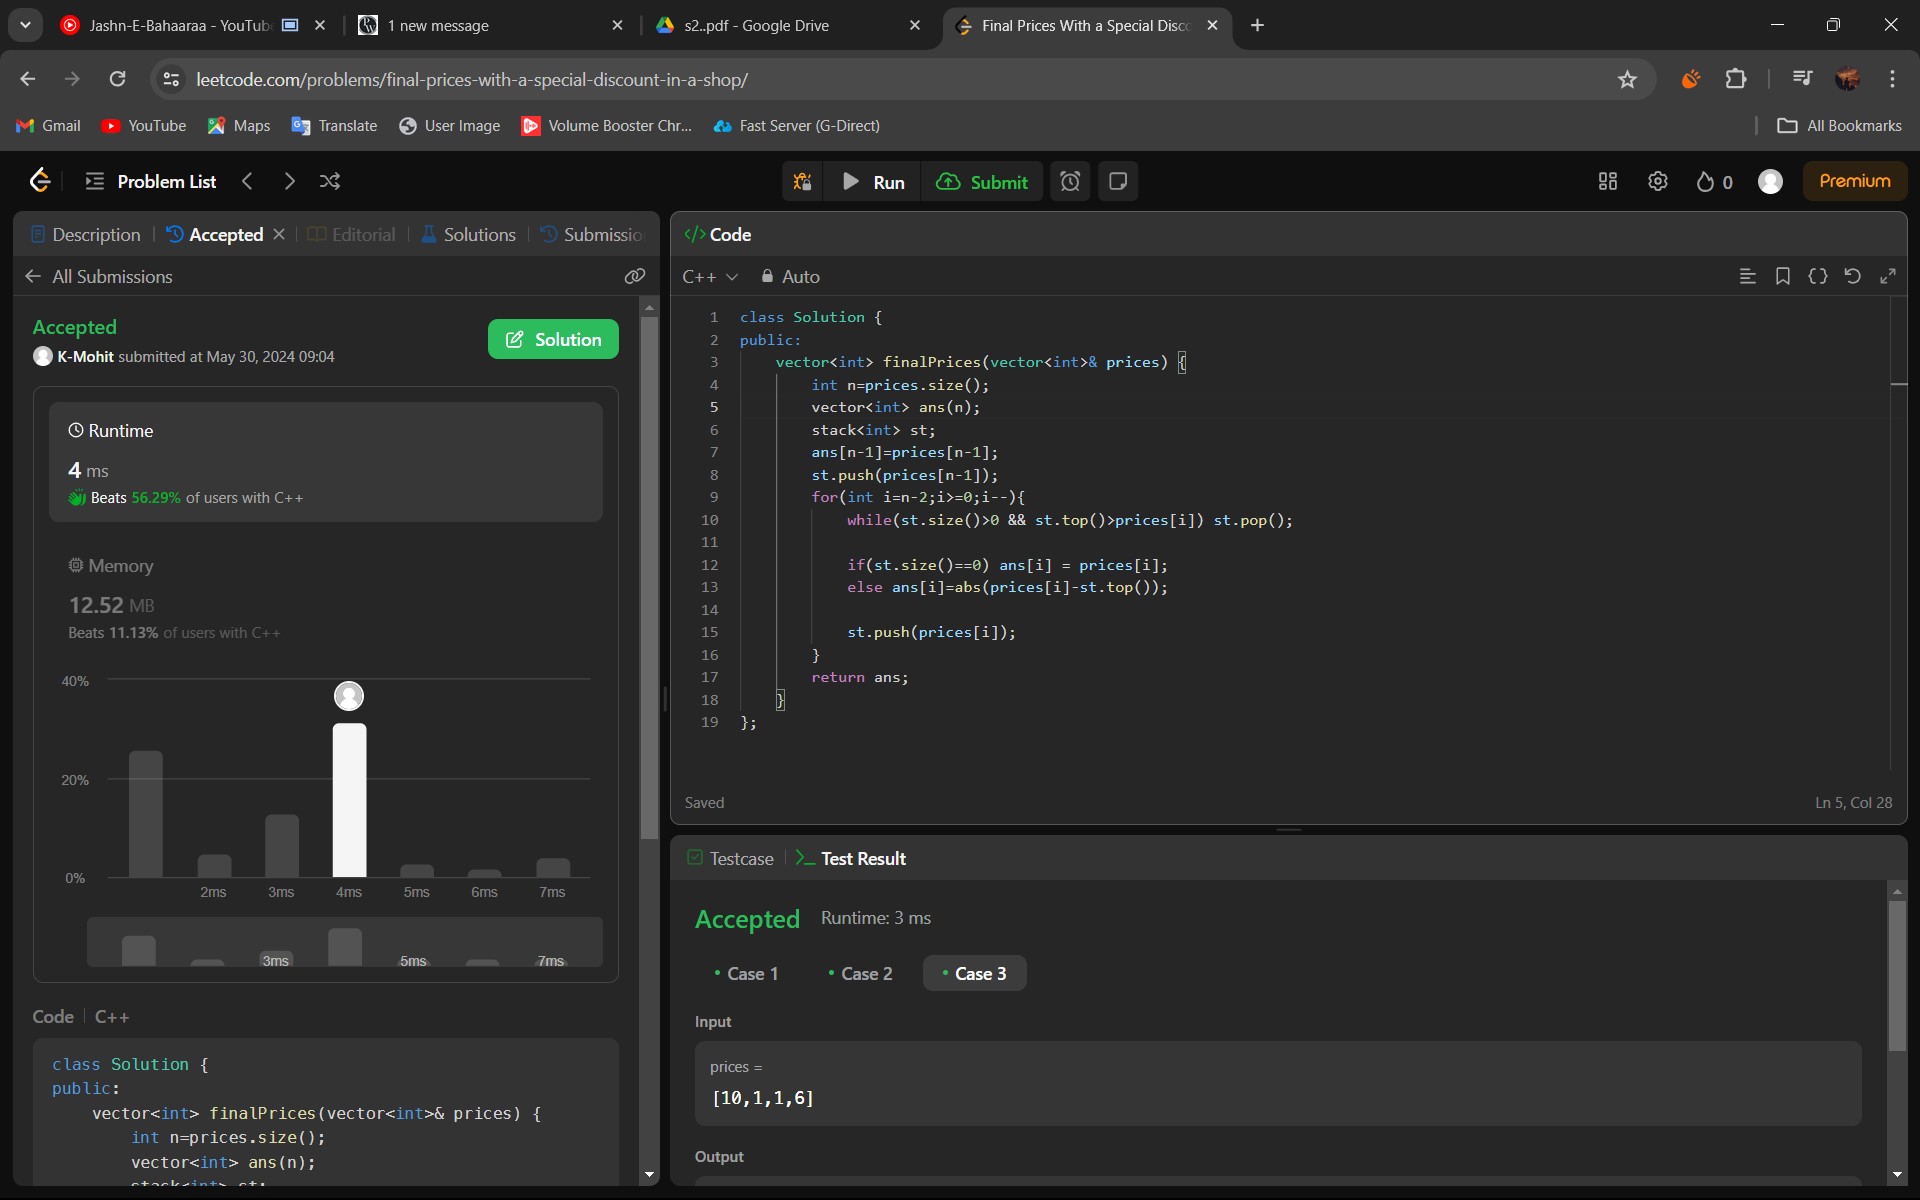 Jashn-E-Bahaaraa - YouTub
1 new message
s2..pdf - Google Drive
Final Prices With a Special Disco
leetcode.com/problems/final-prices-with-a-special-discount-in-a-shop/
Gmail
YouTube
Maps
Translate
User Image
Volume Booster Chr...
Fast Server (G-Direct)
All Bookmarks
Problem List
Run
Submit
0
Premium
Description
Accepted
Editorial
Solutions
Submissio
All Submissions
Accepted
K-Mohit submitted at May 30, 2024 09:04
Solution
Runtime
4 ms
Beats 56.29% of users with C++
Memory
12.52 MB
Beats 11.13% of users with C++
40%
20%
0%
2ms 3ms 4ms 5ms 6ms 7ms
3ms 5ms 7ms
Code | C++
class Solution {
public:
vector<int> finalPrices(vector<int>& prices) {
int n=prices.size();
vector<int> ans(n);
stack<int> st;
</> Code
C++ Auto
1 class Solution {
2 public:
3 vector<int> finalPrices(vector<int>& prices) {
4 int n=prices.size();
5 vector<int> ans(n);
6 stack<int> st;
7 ans[n-1]=prices[n-1];
8 st.push(prices[n-1]);
9 for(int i=n-2;i>=0;i--){
10 while(st.size()>0 && st.top()>prices[i]) st.pop();
11
12 if(st.size()==0) ans[i] = prices[i];
13 else ans[i]=abs(prices[i]-st.top());
14
15 st.push(prices[i]);
16 }
17 return ans;
18 }
19 };
Saved
Ln 5, Col 28
Testcase
Test Result
Accepted Runtime: 3 ms
• Case 1 • Case 2 • Case 3
Input
prices =
[10,1,1,6]
Output